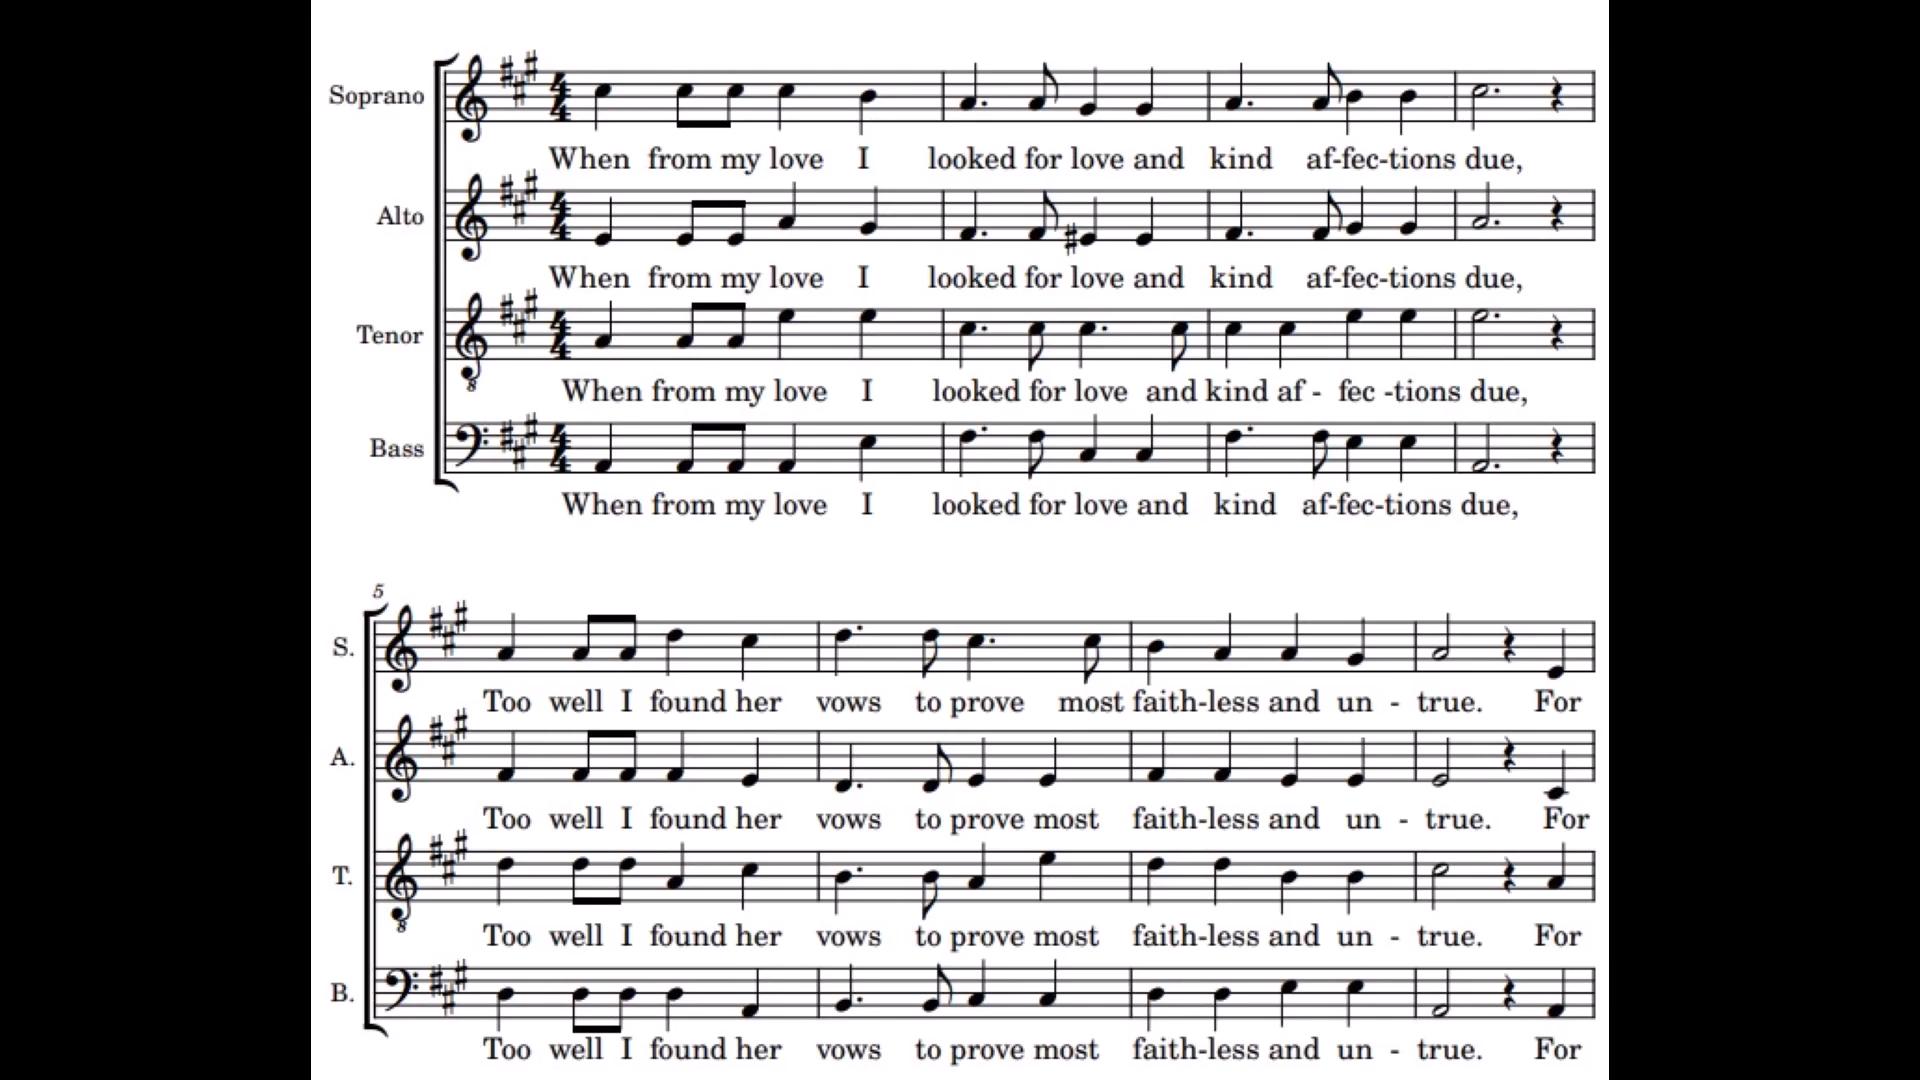 Soprano
When from my love I looked for love and kind af-fec-tions due,
Alto
When from my love I looked for love and kind af-fec-tions due,
Tenor
8
When from my love I looked for love and kind af - fec -tions due,
Bass
When from my love I looked for love and kind af-fec-tions due,
5
S.
Too well I found her vows to prove most faith-less and un - true. For
A.
Too well I found her vows to prove most faith-less and un - true. For
T.
8
Too well I found her vows to prove most faith-less and un - true. For
B.
Too well I found her vows to prove most faith-less and un - true. For